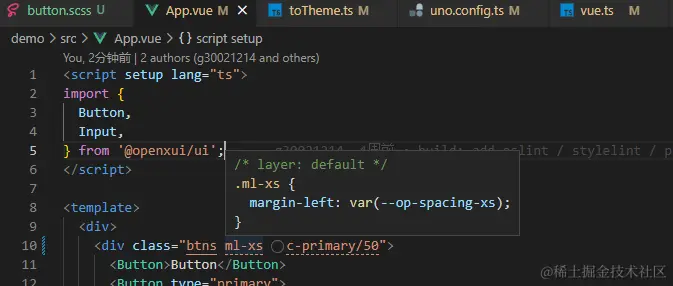 button.scss
App.vue
toTheme.ts
uno.config.ts
vue.ts
demo > src > App.vue > {} script setup
You, 2分钟前 | 2 authors (g30021214 and others)
1 <script setup lang="ts">
2 import {
3 Button,
4 Input,
5 } from '@openxui/ui'; g30021214, build: add eslint / stylelint / p
6 </script>
/* layer: default */
7
.ml-xs {
8 <template>
margin-left: var(--op-spacing-xs);
9 <div>
}
10 <div class="btns ml-xs c-primary/50">
11 <Button>Button</Button>
12 <Button type="primary">
@稀土掘金技术社区